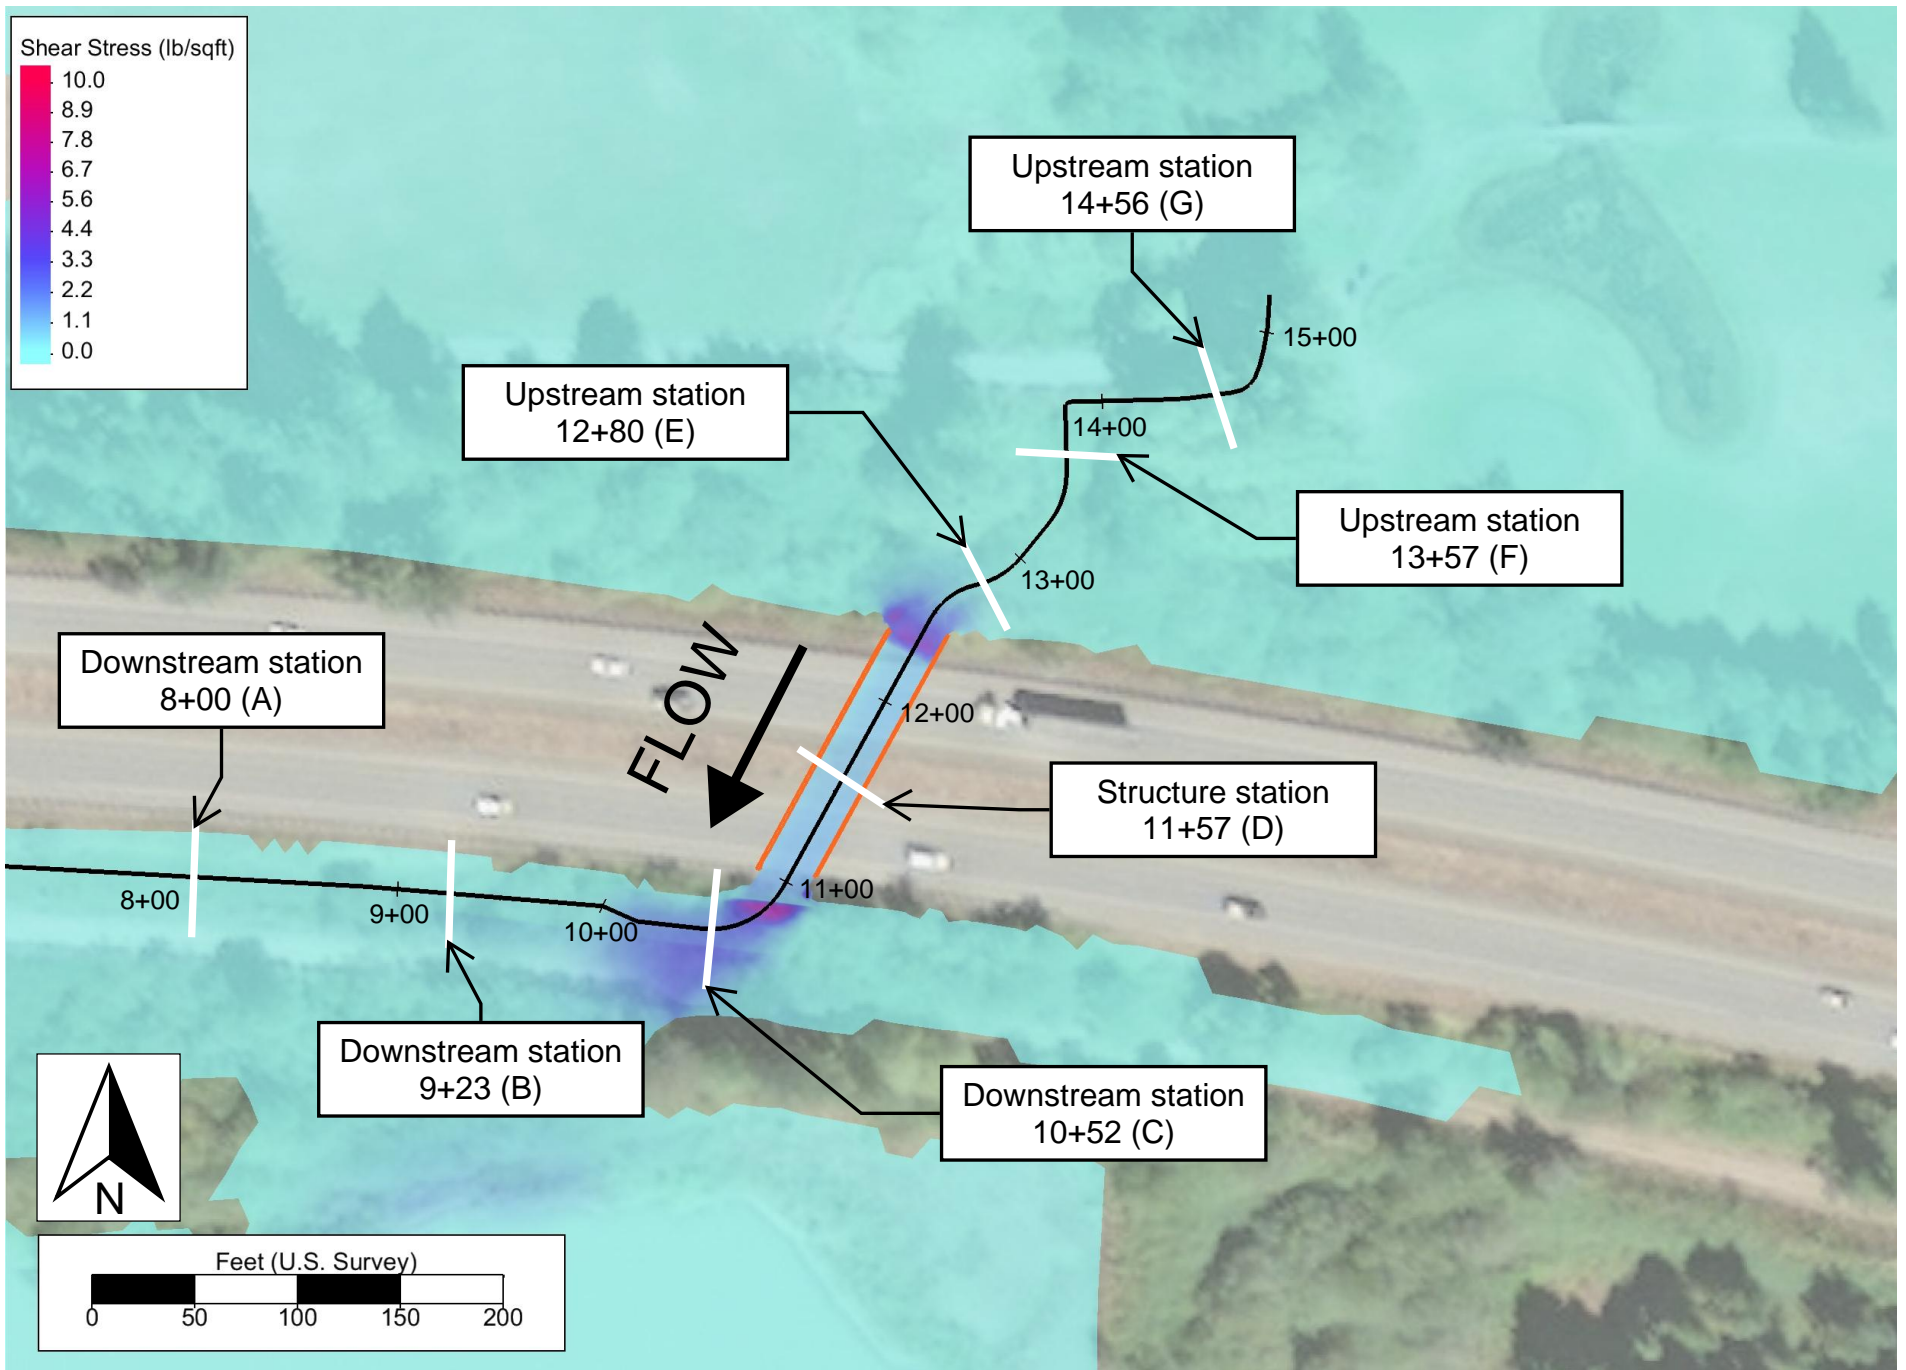 Shear Stress (lb/sqft)
10.0
8.9
7.8
6.7
5.6
4.4
3.3
2.2
1.1
0.0
Upstream station
14+56 (G)
15+00
Upstream station
12+80 (E)
14+00
Upstream station
13+57 (F)
13+00
FLOW
Downstream station
8+00 (A)
12+00
Structure station
11+57 (D)
11+00
8+00
9+00
10+00
Downstream station
9+23 (B)
Downstream station
10+52 (C)
N
Feet (U.S. Survey)
0 50 100 150 200